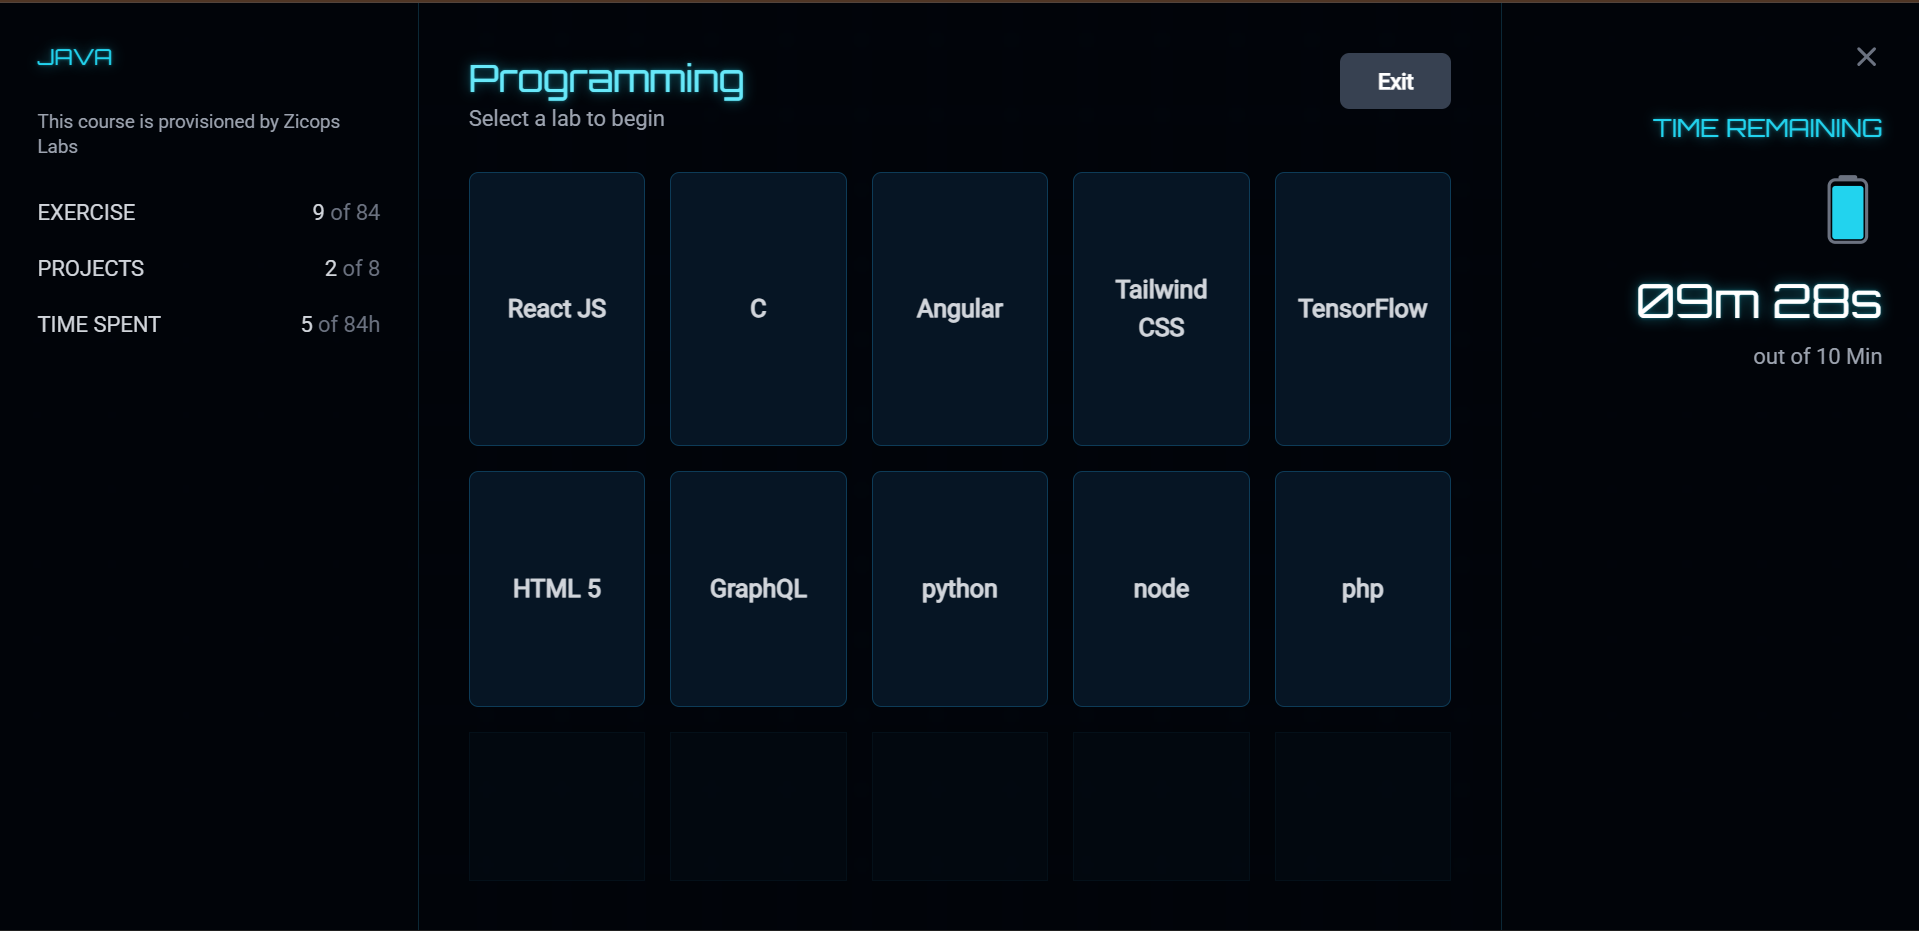 JAVA
This course is provisioned by Zicops
Labs
EXERCISE 9 of 84
PROJECTS 2 of 8
TIME SPENT 5 of 84h
Programming
Select a lab to begin
Exit
React JS
C
Angular
Tailwind
CSS
TensorFlow
HTML 5
GraphQL
python
node
php
TIME REMAINING
09m 28s
out of 10 Min